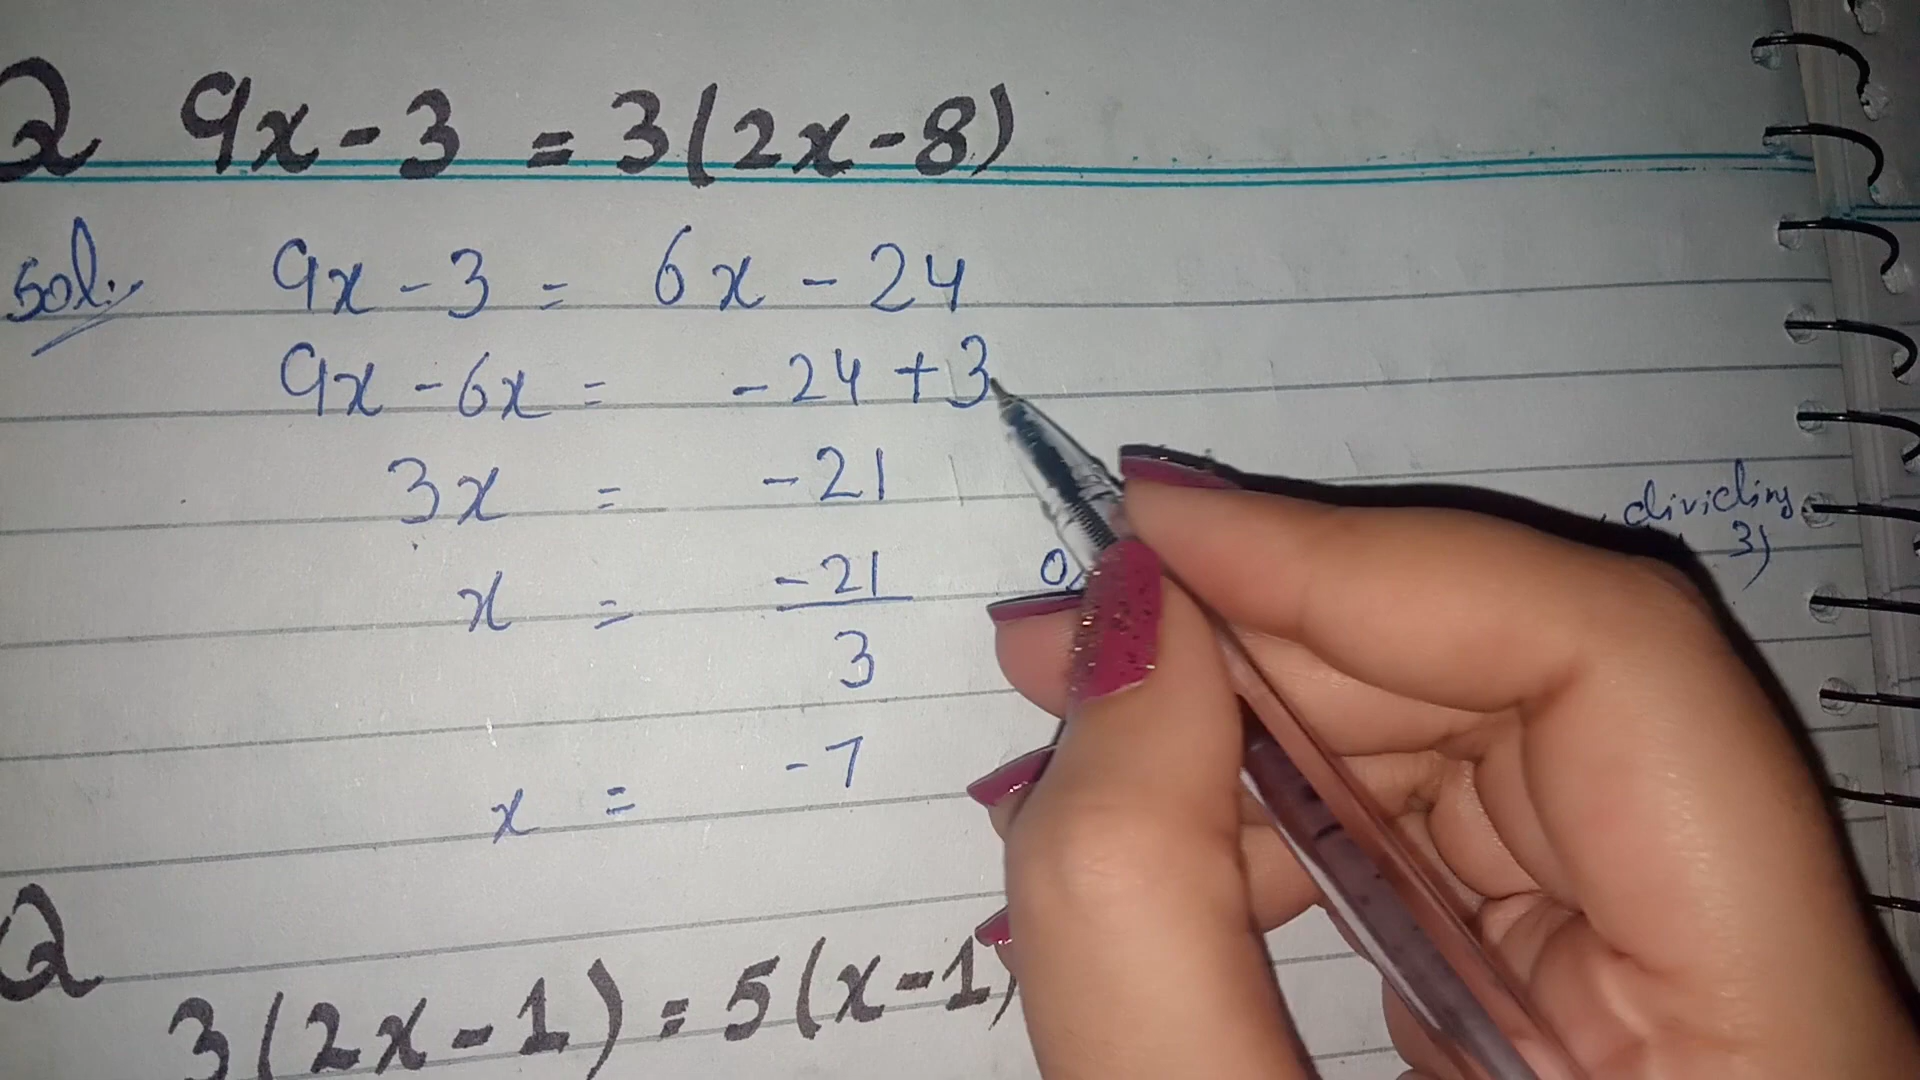 Q 9x - 3 = 3(2x - 8)
Sol: 9x - 3 = 6x - 24
9x - 6x = - 24 + 3
3x = - 21
dividing
x = -21/3
3)
x = - 7
Q
3(2x - 1) = 5(x - 1)